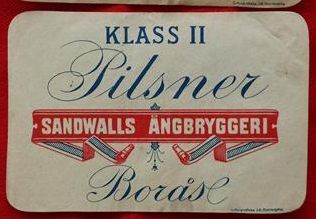 KLASS II
Pilsner
SANDWALLS ÅNGBRYGGERI
Borås